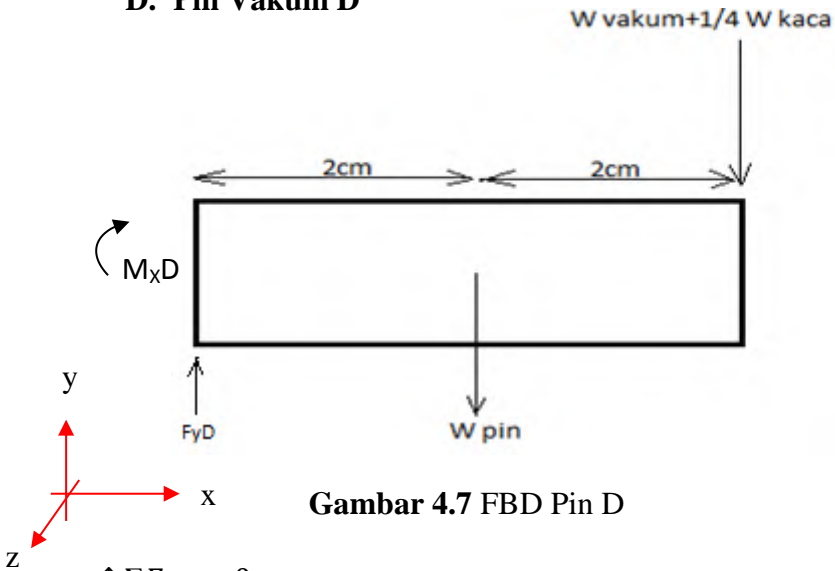 D. Pin Vakum D
W vakum+1/4 W kaca
2cm
2cm
MXD
FyD
W pin
y
x
z
Gambar 4.7 FBD Pin D